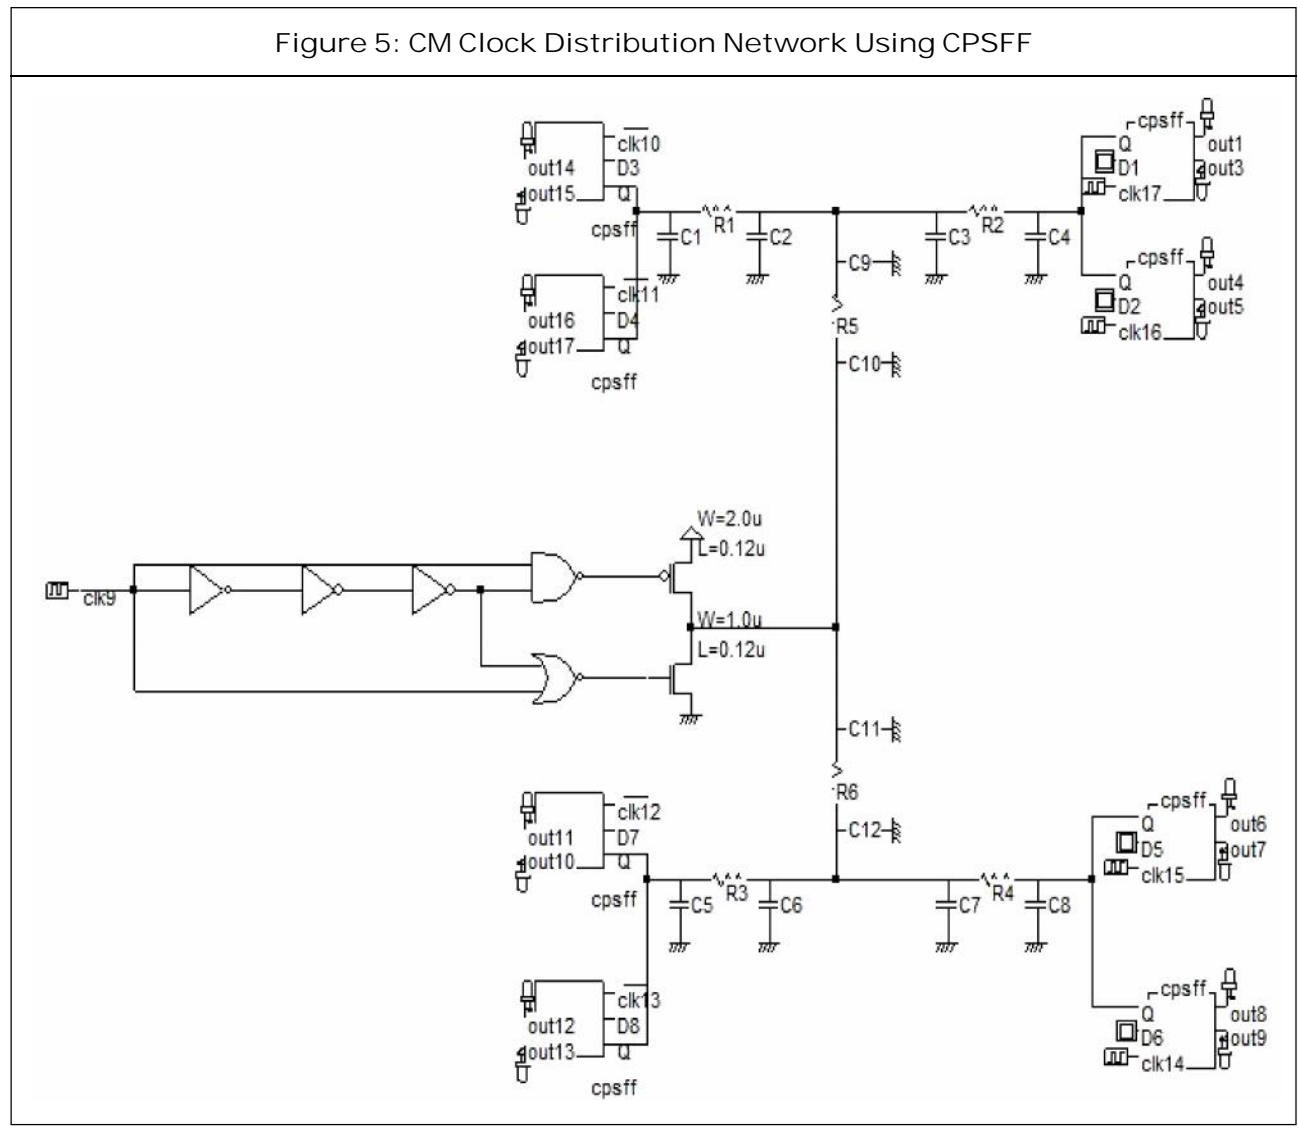 Figure 5: CM Clock Distribution Network Using CPSFF
clk10
out14 D3
out15 Q
cpsff
clk11
out16 D4
out17 Q
cpsff
C1 R1 C2
C3 R2 C4
cpsff
Q out1
D1 out3
clk17
cpsff
Q out4
D2 out5
clk16
C9
R5
C10
W=2.0u
L=0.12u
clk9
W=1.0u
L=0.12u
C11
R6
C12
clk12
out11 D7
out10 Q
cpsff
clk13
out12 D8
out13 Q
cpsff
C5 R3 C6
C7 R4 C8
cpsff
Q out6
D5 out7
clk15
cpsff
Q out8
D6 out9
clk14